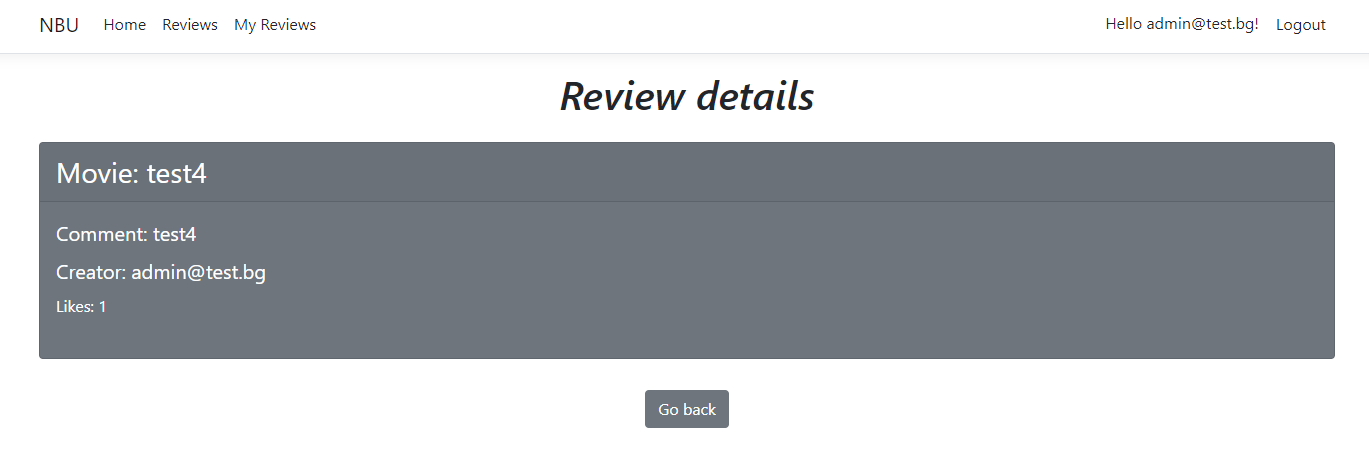 NBU Home Reviews My Reviews Hello admin@test.bg! Logout
Review details
Movie: test4
Comment: test4
Creator: admin@test.bg
Likes: 1
Go back